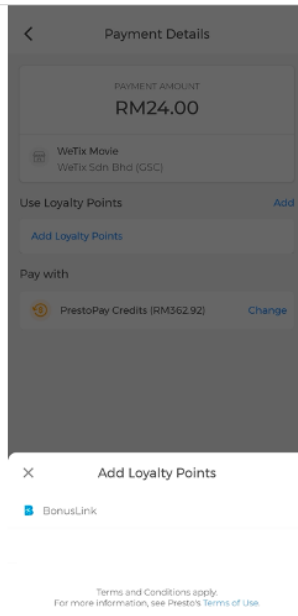 Payment Details
PAYMENT AMOUNT
RM24.00
WeTix Movie
WeTix Sdn Bhd (GSC)
Use Loyalty Points Add
Add Loyalty Points
Pay with
PrestoPay Credits (RM362.92) Change
Add Loyalty Points
BonusLink
Terms and Conditions apply.
For more information, see Presto's Terms of Use.